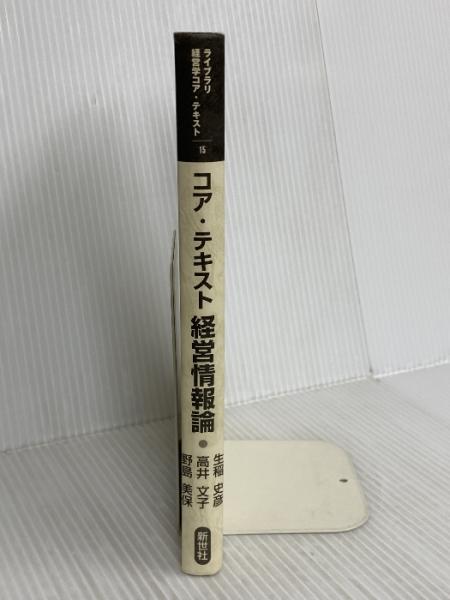 ライブラリ
経営学コア・テキスト
15
コア・テキスト 経営情報論
生稲 史彦
高井 文子
野島 美保
新世社